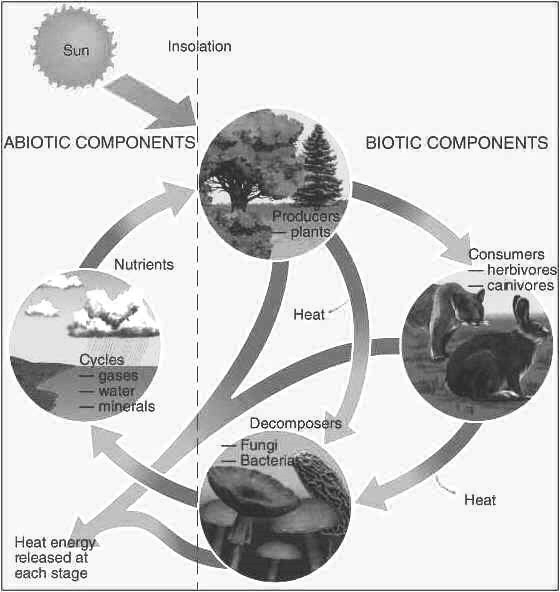 Sun
Insolation
ABIOTIC COMPONENTS
BIOTIC COMPONENTS
Producers
— plants
Consumers
— herbivores
— carnivores
Nutrients
Heat
Cycles
— gases
— water
— minerals
Decomposers
— Fungi
— Bacteria
Heat
Heat energy
released at
each stage